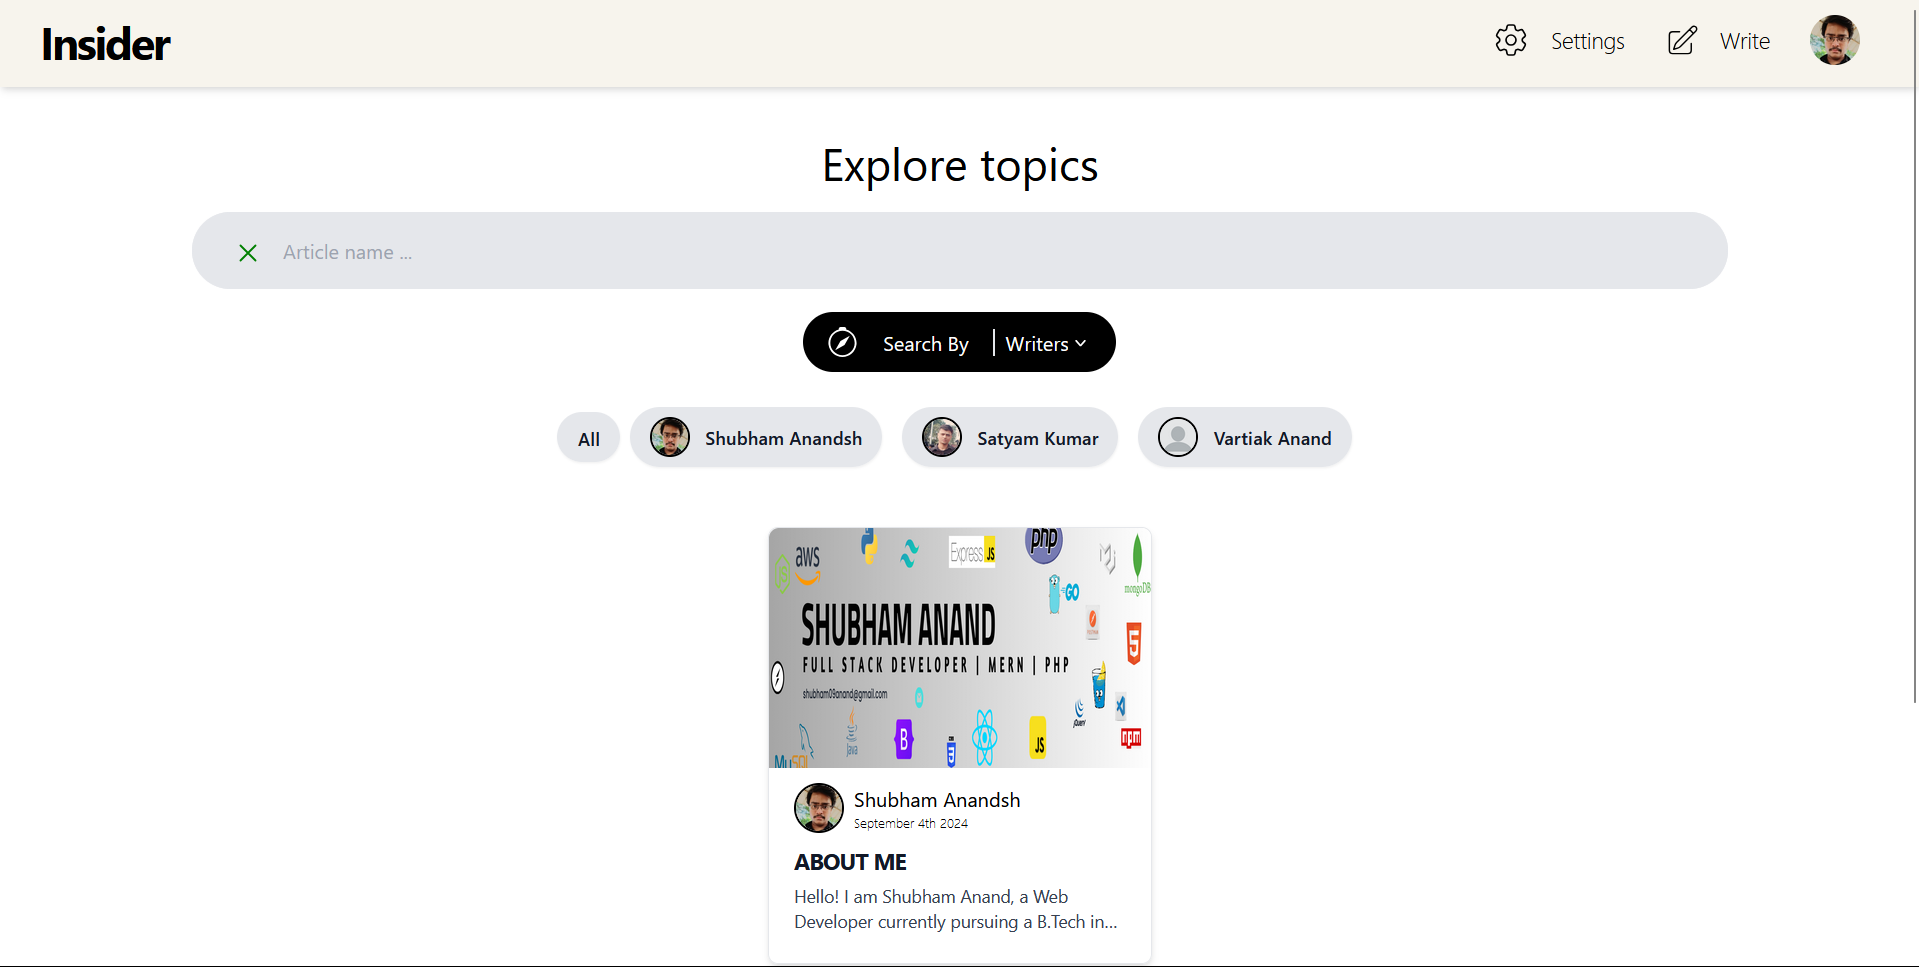 Insider
Settings
Write
Explore topics
Article name ...
Search By
Writers
All
Shubham Anandsh
Satyam Kumar
Vartiak Anand
aws
Express JS
php
GO
mongoDB
SHUBHAM ANAND
FULL STACK DEVELOPER | MERN | PHP
shubham09anand@gmail.com
jQuery
Java
B
JS
npm
MySQL
Shubham Anandsh
September 4th 2024
ABOUT ME
Hello! I am Shubham Anand, a Web
Developer currently pursuing a B.Tech in...